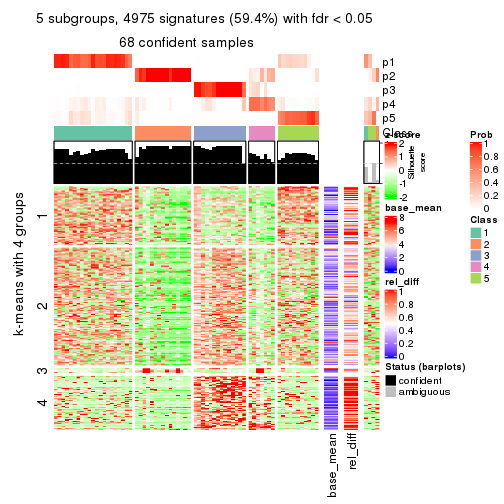 5 subgroups, 4975 signatures (59.4%) with fdr < 0.05
68 confident samples
p1
p2
p3
p4
p5
Class
Silhouette
score
k-means with 4 groups
1
2
3
4
base_mean
rel_diff
z-score
2
1
0
-1
-2
base_mean
8
6
4
2
0
rel_diff
1
0.8
0.6
0.4
0.2
0
Status (barplots)
confident
ambiguous
Prob
1
0.8
0.6
0.4
0.2
0
Class
1
2
3
4
5